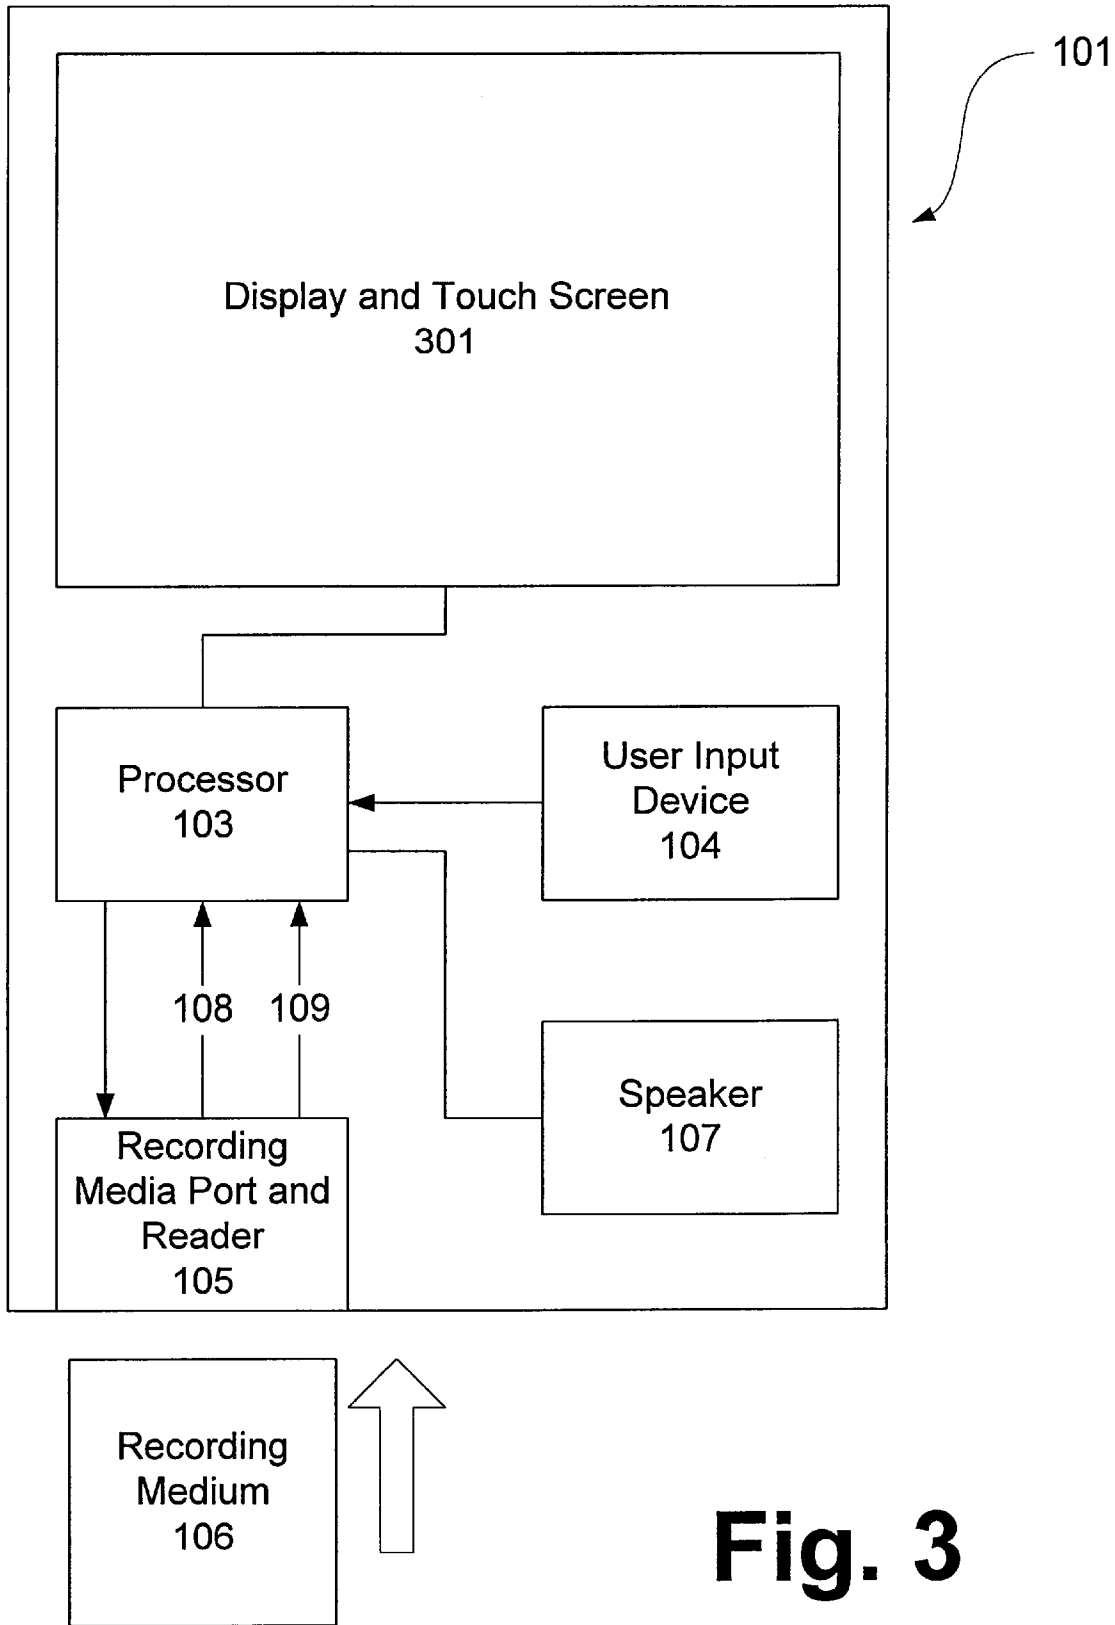 101
Display and Touch Screen
301
Processor
103
User Input
Device
104
108 109
Speaker
107
Recording
Media Port and
Reader
105
Recording
Medium
106
Fig. 3